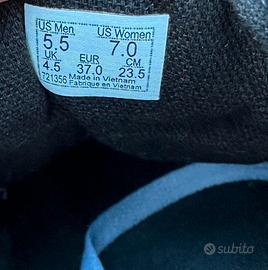 US Men US Women
5.5 7.0
UK EUR CM
4.5 37.0 23.5
721356 Made in Vietnam
Fabrique en Vietnam
subito